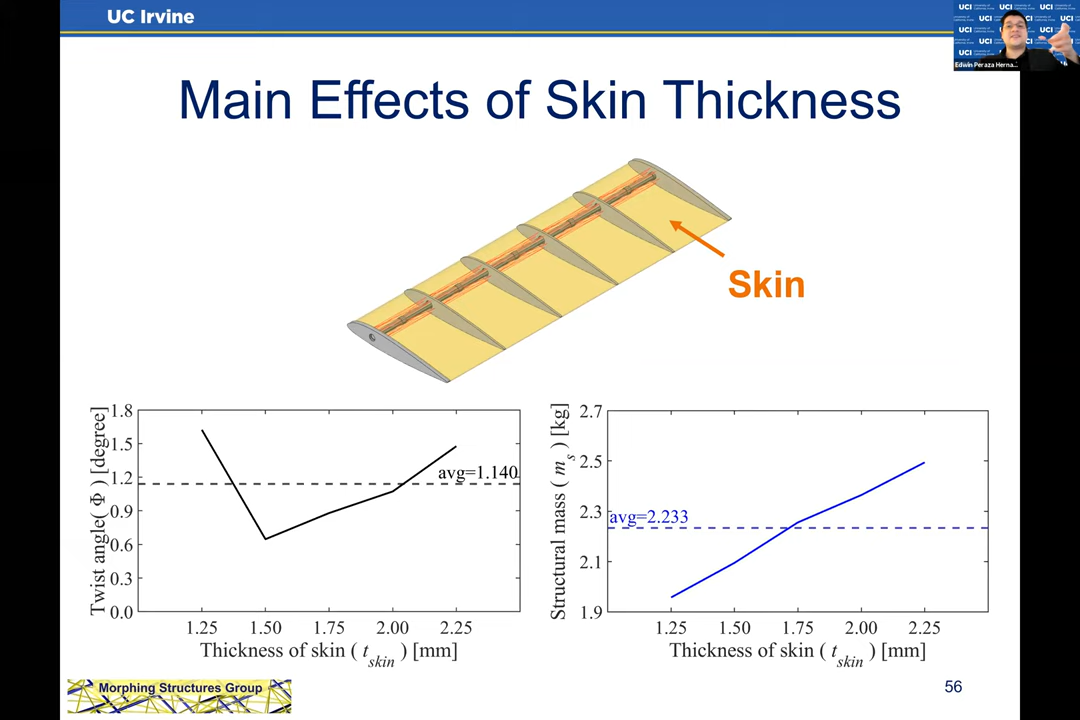 UC Irvine
Edwin Peraza Herna...
Main Effects of Skin Thickness
Skin
Twist angle( Φ ) [degree]
1.8
1.5
1.2
0.9
0.6
0.3
0.0
avg=1.140
1.25 1.50 1.75 2.00 2.25
Thickness of skin ( t skin ) [mm]
Structural mass ( m s ) [kg]
2.7
2.5
2.3
2.1
1.9
avg=2.233
1.25 1.50 1.75 2.00 2.25
Thickness of skin ( t skin ) [mm]
Morphing Structures Group
56